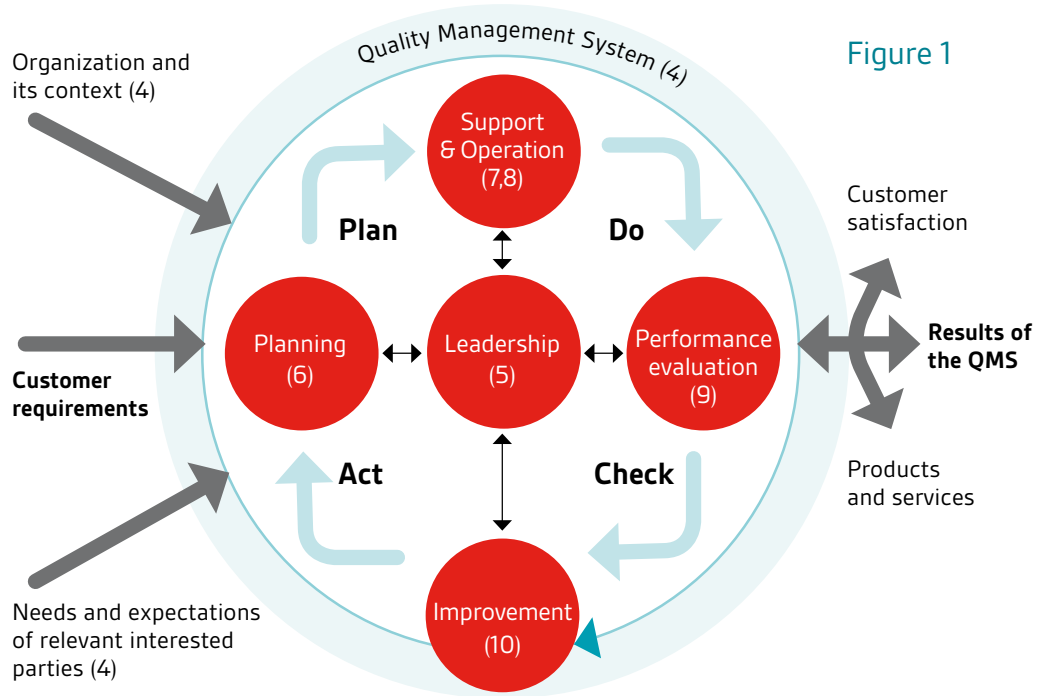 Quality Management System (4)
Figure 1
Organization and
its context (4)
Support
& Operation
(7,8)
Customer
satisfaction
Plan
Do
Planning
(6)
Leadership
(5)
Performance
evaluation
(9)
Results of
the QMS
Customer
requirements
Act
Check
Products
and services
Improvement
(10)
Needs and expectations
of relevant interested
parties (4)